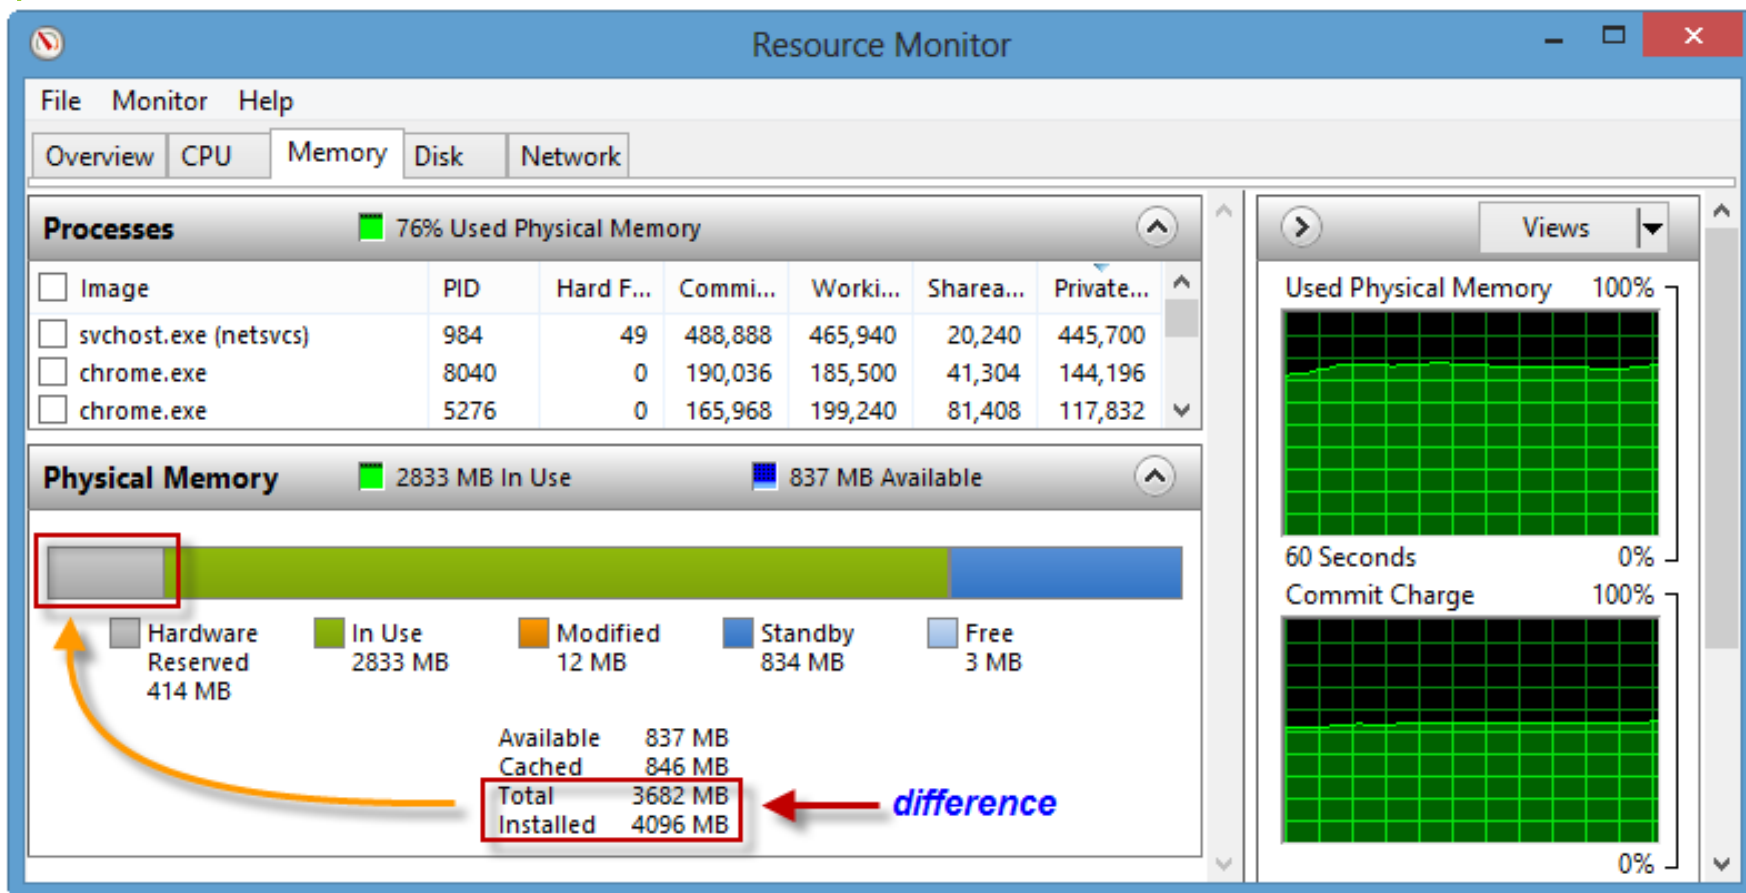 Resource Monitor
File Monitor Help
Overview CPU Memory Disk Network
Processes 76% Used Physical Memory
Image PID Hard F... Commi... Worki... Sharea... Private...
svchost.exe (netsvcs) 984 49 488,888 465,940 20,240 445,700
chrome.exe 8040 0 190,036 185,500 41,304 144,196
chrome.exe 5276 0 165,968 199,240 81,408 117,832
Physical Memory 2833 MB In Use 837 MB Available
Hardware Reserved 414 MB
In Use 2833 MB
Modified 12 MB
Standby 834 MB
Free 3 MB
Available 837 MB
Cached 846 MB
Total 3682 MB
Installed 4096 MB
difference
Views
Used Physical Memory 100%
60 Seconds 0%
Commit Charge 100%
0%